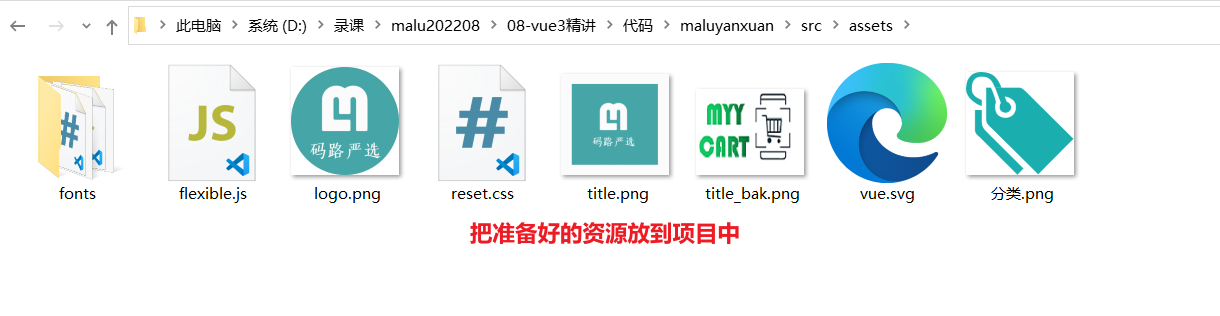 此电脑 > 系统 (D:) > 录课 > malu202208 > 08-vue3精讲 > 代码 > maluyanxuan > src > assets >
JS
#
码路严选
#
码路严选
MYY
CART
fonts
flexible.js
logo.png
reset.css
title.png
title_bak.png
vue.svg
分类.png
把准备好的资源放到项目中